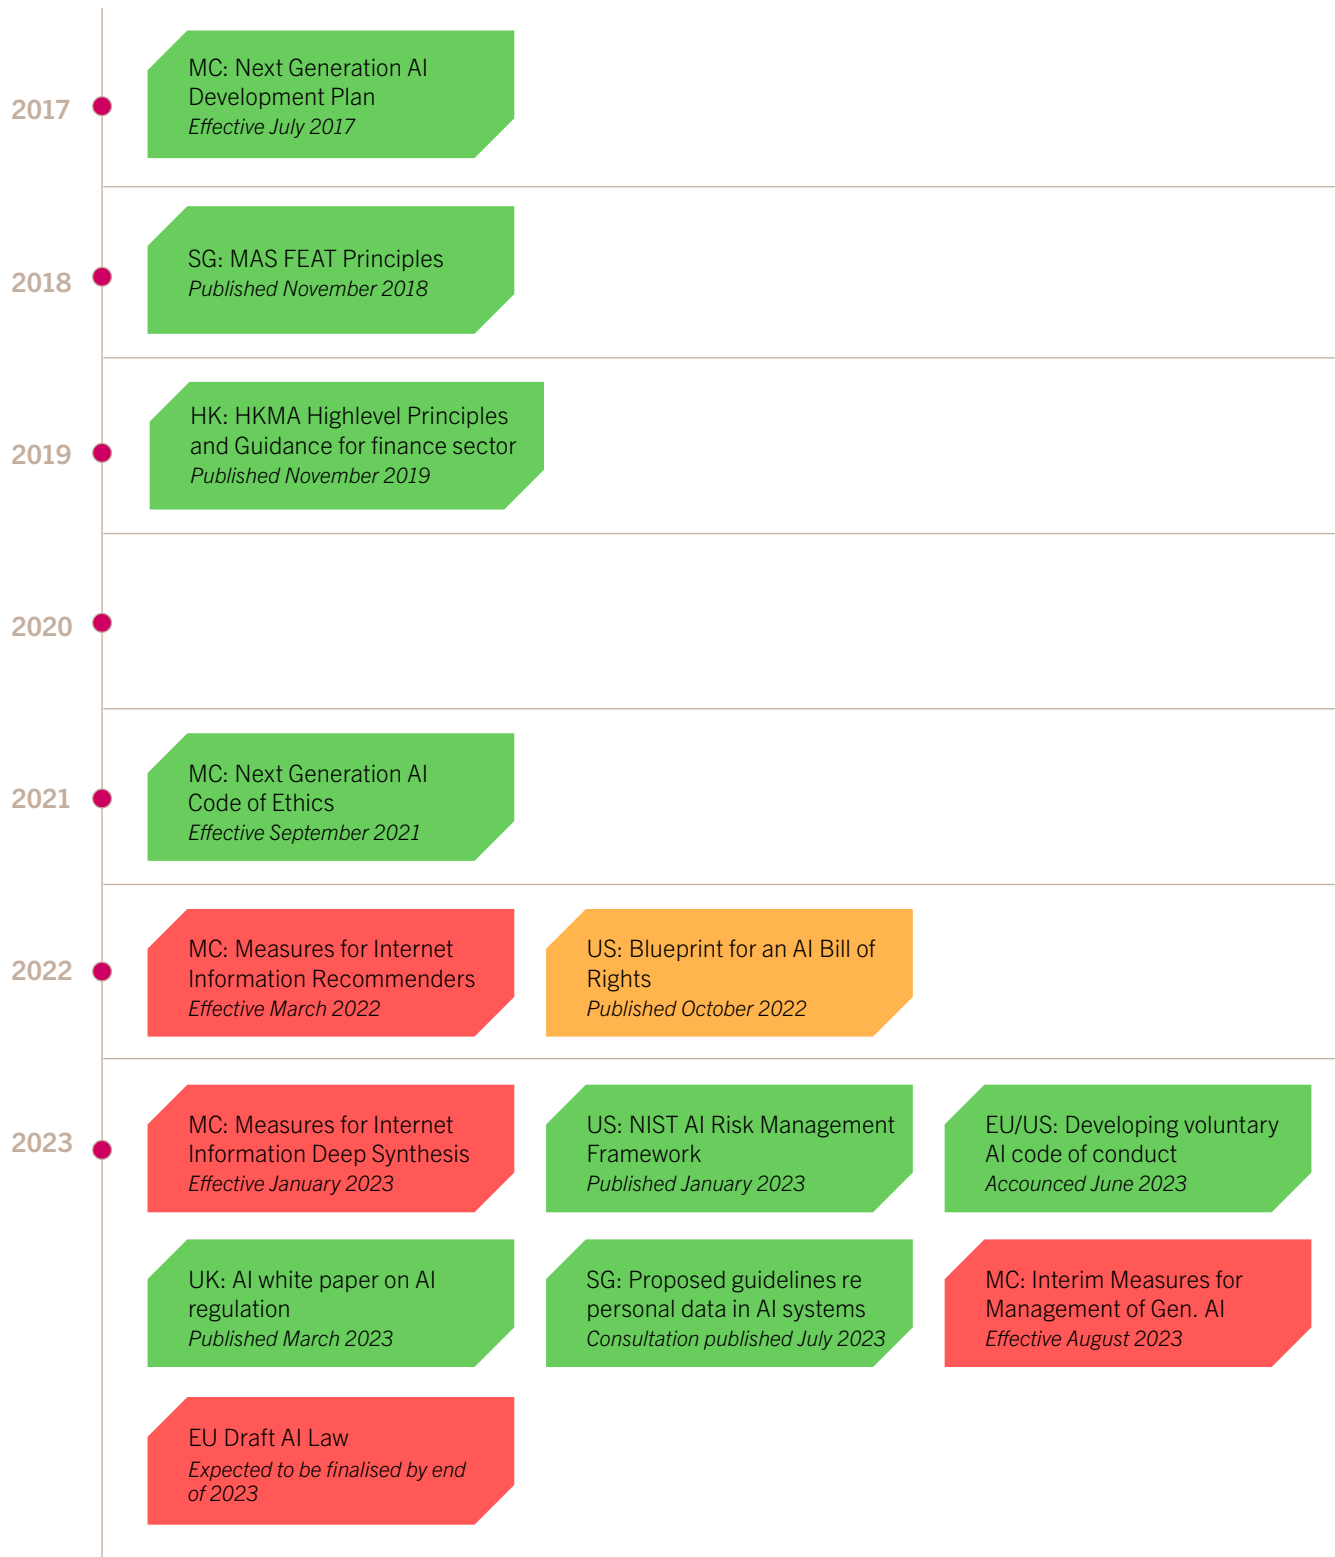 2017
MC: Next Generation AI
Development Plan
Effective July 2017
2018
SG: MAS FEAT Principles
Published November 2018
2019
HK: HKMA Highlevel Principles
and Guidance for finance sector
Published November 2019
2020
2021
MC: Next Generation AI
Code of Ethics
Effective September 2021
2022
MC: Measures for Internet
Information Recommenders
Effective March 2022
US: Blueprint for an AI Bill of
Rights
Published October 2022
2023
MC: Measures for Internet
Information Deep Synthesis
Effective January 2023
US: NIST AI Risk Management
Framework
Published January 2023
EU/US: Developing voluntary
AI code of conduct
Accounced June 2023
UK: AI white paper on AI
regulation
Published March 2023
SG: Proposed guidelines re
personal data in AI systems
Consultation published July 2023
MC: Interim Measures for
Management of Gen. AI
Effective August 2023
EU Draft AI Law
Expected to be finalised by end
of 2023